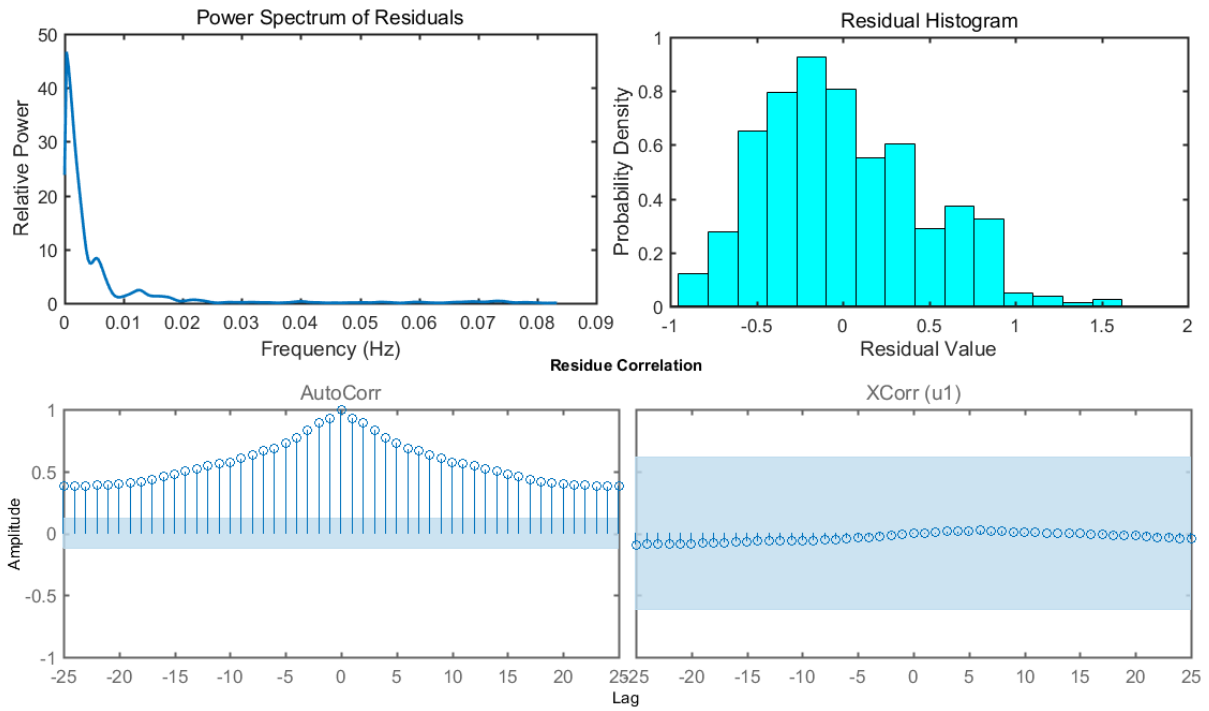 Power Spectrum of Residuals
50
40
30
20
10
0
Relative Power
0 0.01 0.02 0.03 0.04 0.05 0.06 0.07 0.08 0.09
Frequency (Hz)
Residual Histogram
1
0.8
0.6
0.4
0.2
0
Probability Density
-1 -0.5 0 0.5 1 1.5 2
Residual Value
Residue Correlation
AutoCorr
1
0.5
0
-0.5
-1
Amplitude
-25 -20 -15 -10 -5 0 5 10 15 20 25
XCorr (u1)
-25 -20 -15 -10 -5 0 5 10 15 20 25
Lag